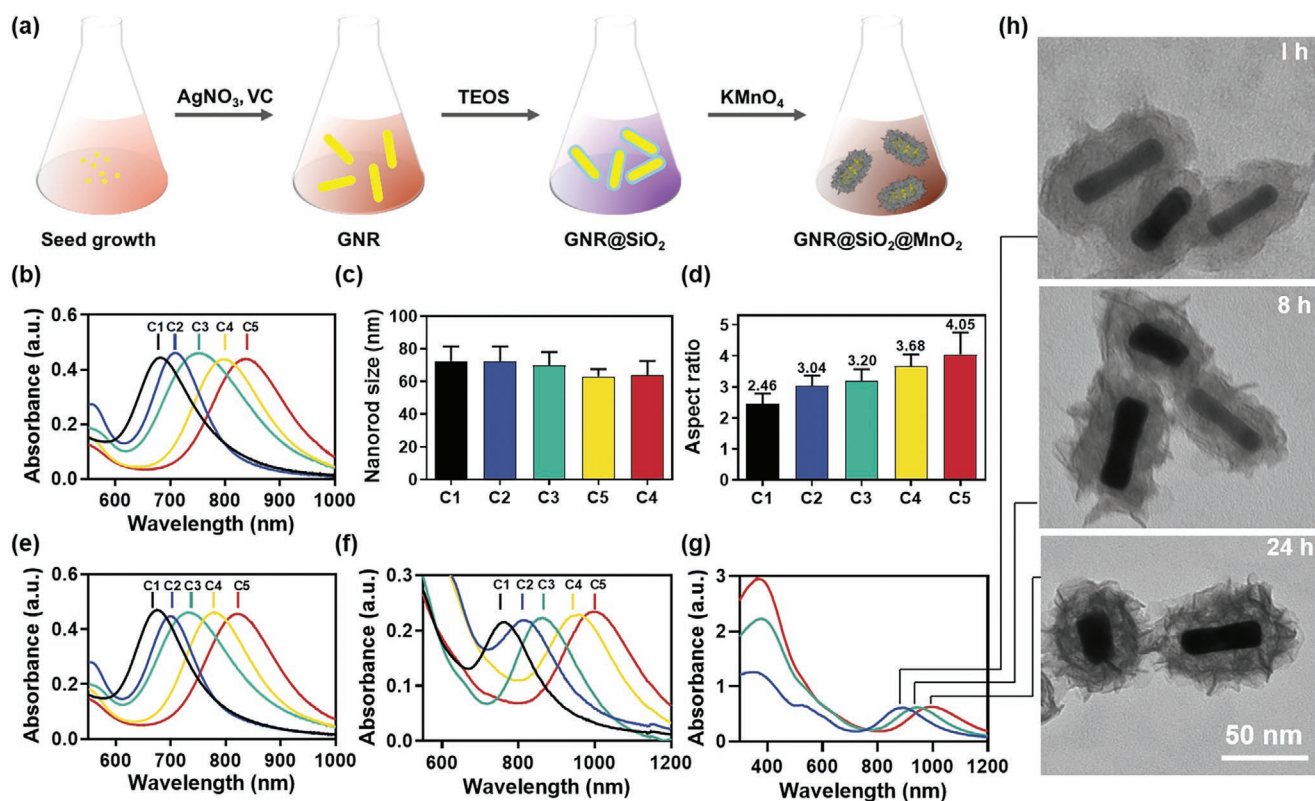 (a)
AgNO₃, VC
TEOS
KMnO₄
Seed growth
GNR
GNR@SiO₂
GNR@SiO₂@MnO₂
(b)
Absorbance (a.u.)
0.6
0.4
0.2
0.0
C1 C2 C3 C4 C5
600 700 800 900 1000
Wavelength (nm)
(c)
Nanorod size (nm)
100
80
60
40
20
0
C1 C2 C3 C5 C4
(d)
Aspect ratio
5
4
3
2
1
0
2.46 3.04 3.20 3.68 4.05
C1 C2 C3 C4 C5
(e)
Absorbance (a.u.)
0.6
0.4
0.2
0.0
C1 C2 C3 C4 C5
600 700 800 900 1000
Wavelength (nm)
(f)
Absorbance (a.u.)
0.3
0.2
0.1
0.0
C1 C2 C3 C4 C5
600 800 1000 1200
Wavelength (nm)
(g)
Absorbance (a.u.)
3
2
1
0
400 600 800 1000 1200
Wavelength (nm)
(h)
1 h
8 h
24 h
50 nm